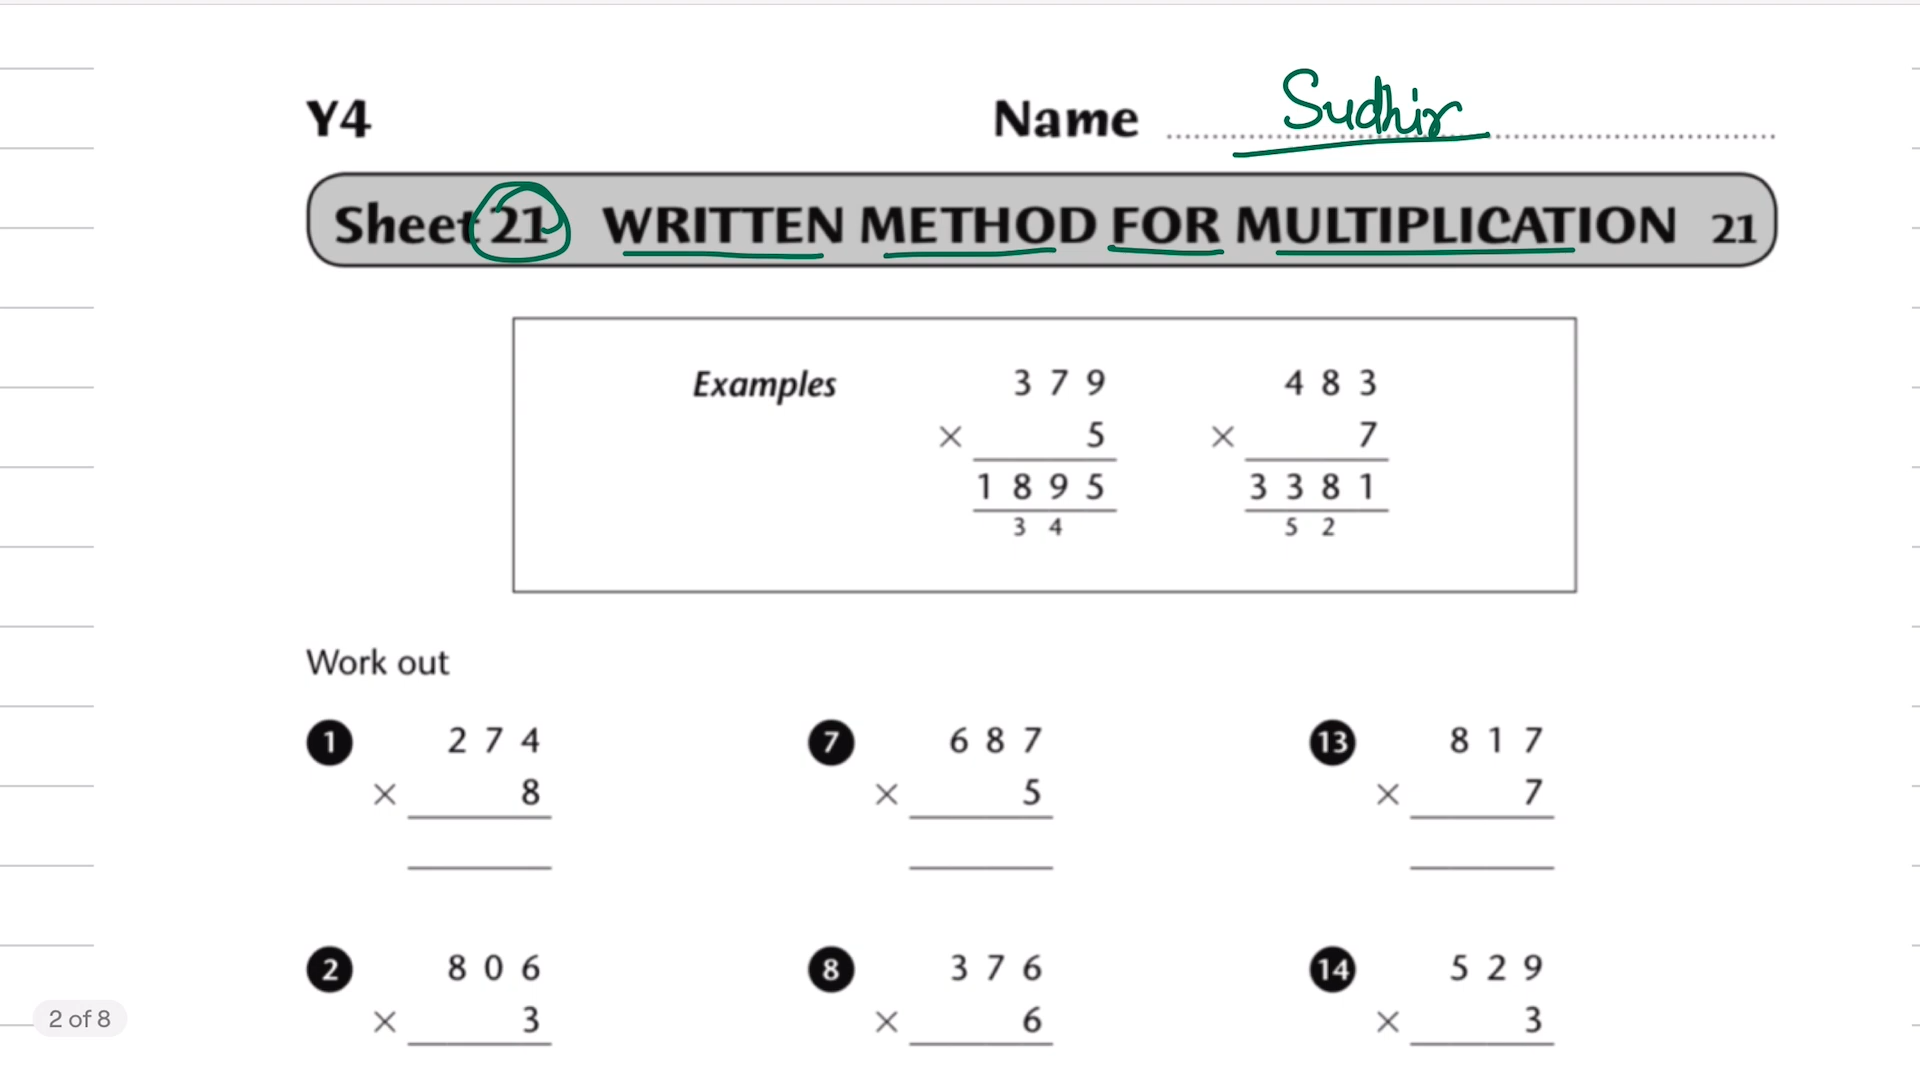 Y4 Name Sudhir
Sheet 21 WRITTEN METHOD FOR MULTIPLICATION 21
Examples 3 7 9 4 8 3
× 5 × 7
1 8 9 5 3 3 8 1
3 4 5 2
Work out
1 2 7 4 7 6 8 7 13 8 1 7
× 8 × 5 × 7
2 8 0 6 8 3 7 6 14 5 2 9
× 3 × 6 × 3
2 of 8